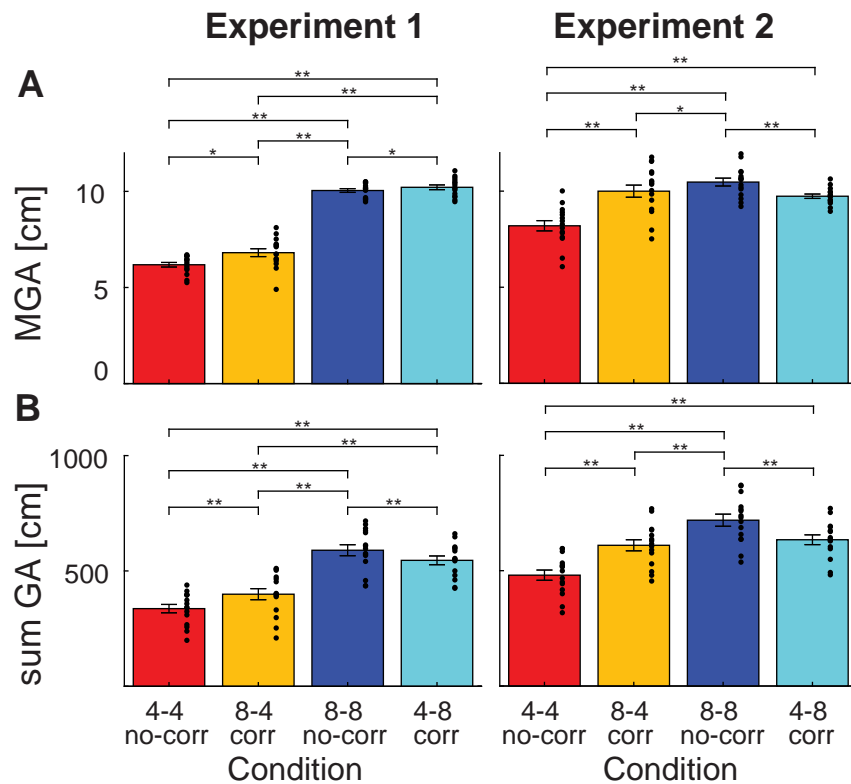 Experiment 1 Experiment 2
A
** **
** **
** *
** ** **
* *
MGA [cm]
10
5
0
B
** **
** **
** ** **
** **
** **
sum GA [cm]
1000
500
4-4 8-4 8-8 4-8 4-4 8-4 8-8 4-8
no-corr corr no-corr corr no-corr corr no-corr corr
Condition Condition